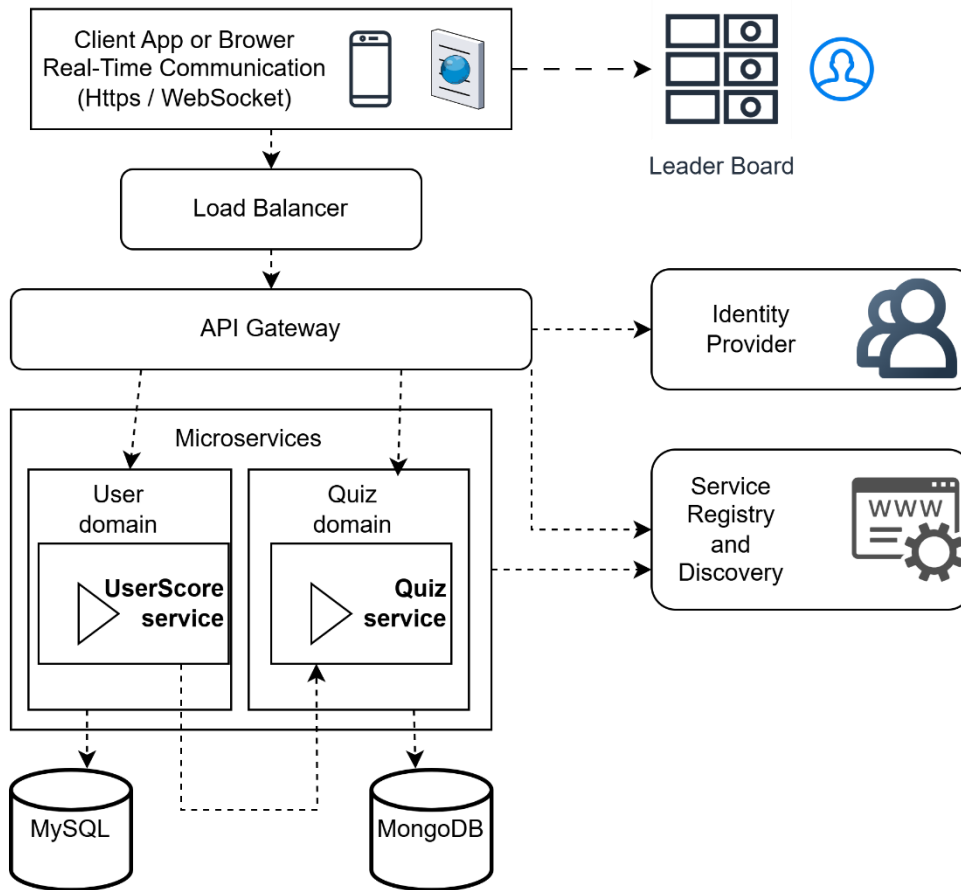 Client App or Brower
Real-Time Communication
(Https / WebSocket)
Leader Board
Load Balancer
API Gateway
Identity
Provider
Microservices
User
domain
Quiz
domain
Service
Registry
and
Discovery
WWW
UserScore
service
Quiz
service
MySQL
MongoDB